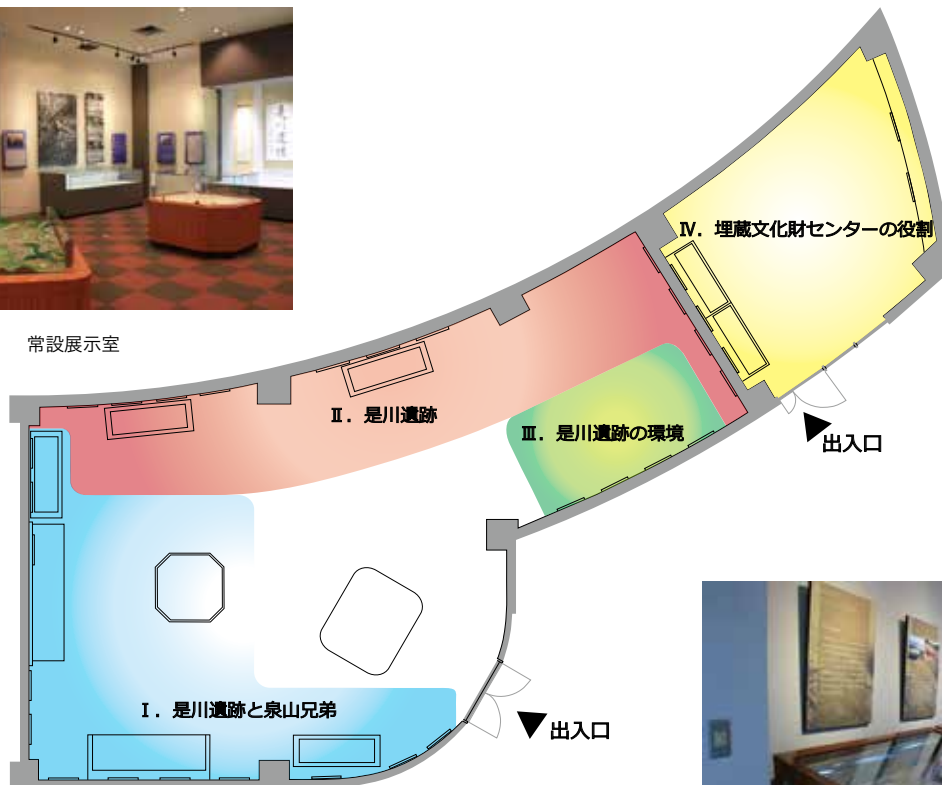 常設展示室
Ⅳ．埋蔵文化財センターの役割
Ⅱ．是川遺跡
Ⅲ．是川遺跡の環境
出入口
Ⅰ．是川遺跡と泉山兄弟
出入口